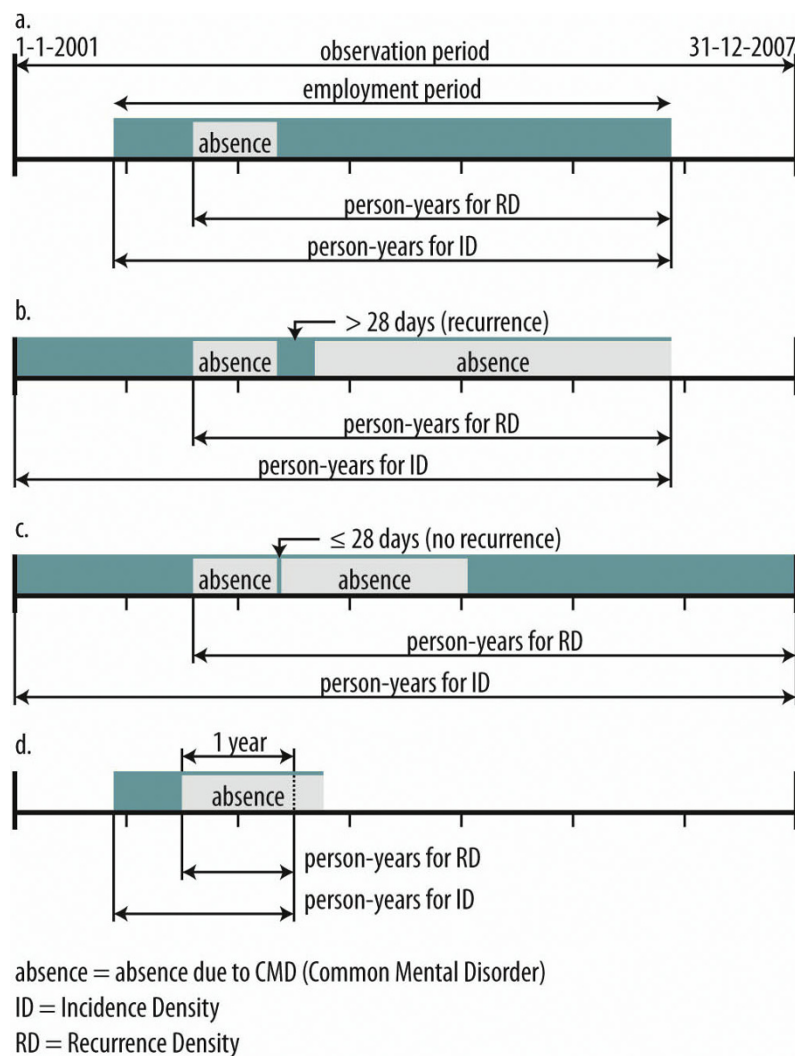 a.
1-1-2001 observation period 31-12-2007
employment period
absence
person-years for RD
person-years for ID
b.
> 28 days (recurrence)
absence absence
person-years for RD
person-years for ID
c.
≤ 28 days (no recurrence)
absence absence
person-years for RD
person-years for ID
d.
1 year
absence
person-years for RD
person-years for ID
absence = absence due to CMD (Common Mental Disorder)
ID = Incidence Density
RD = Recurrence Density